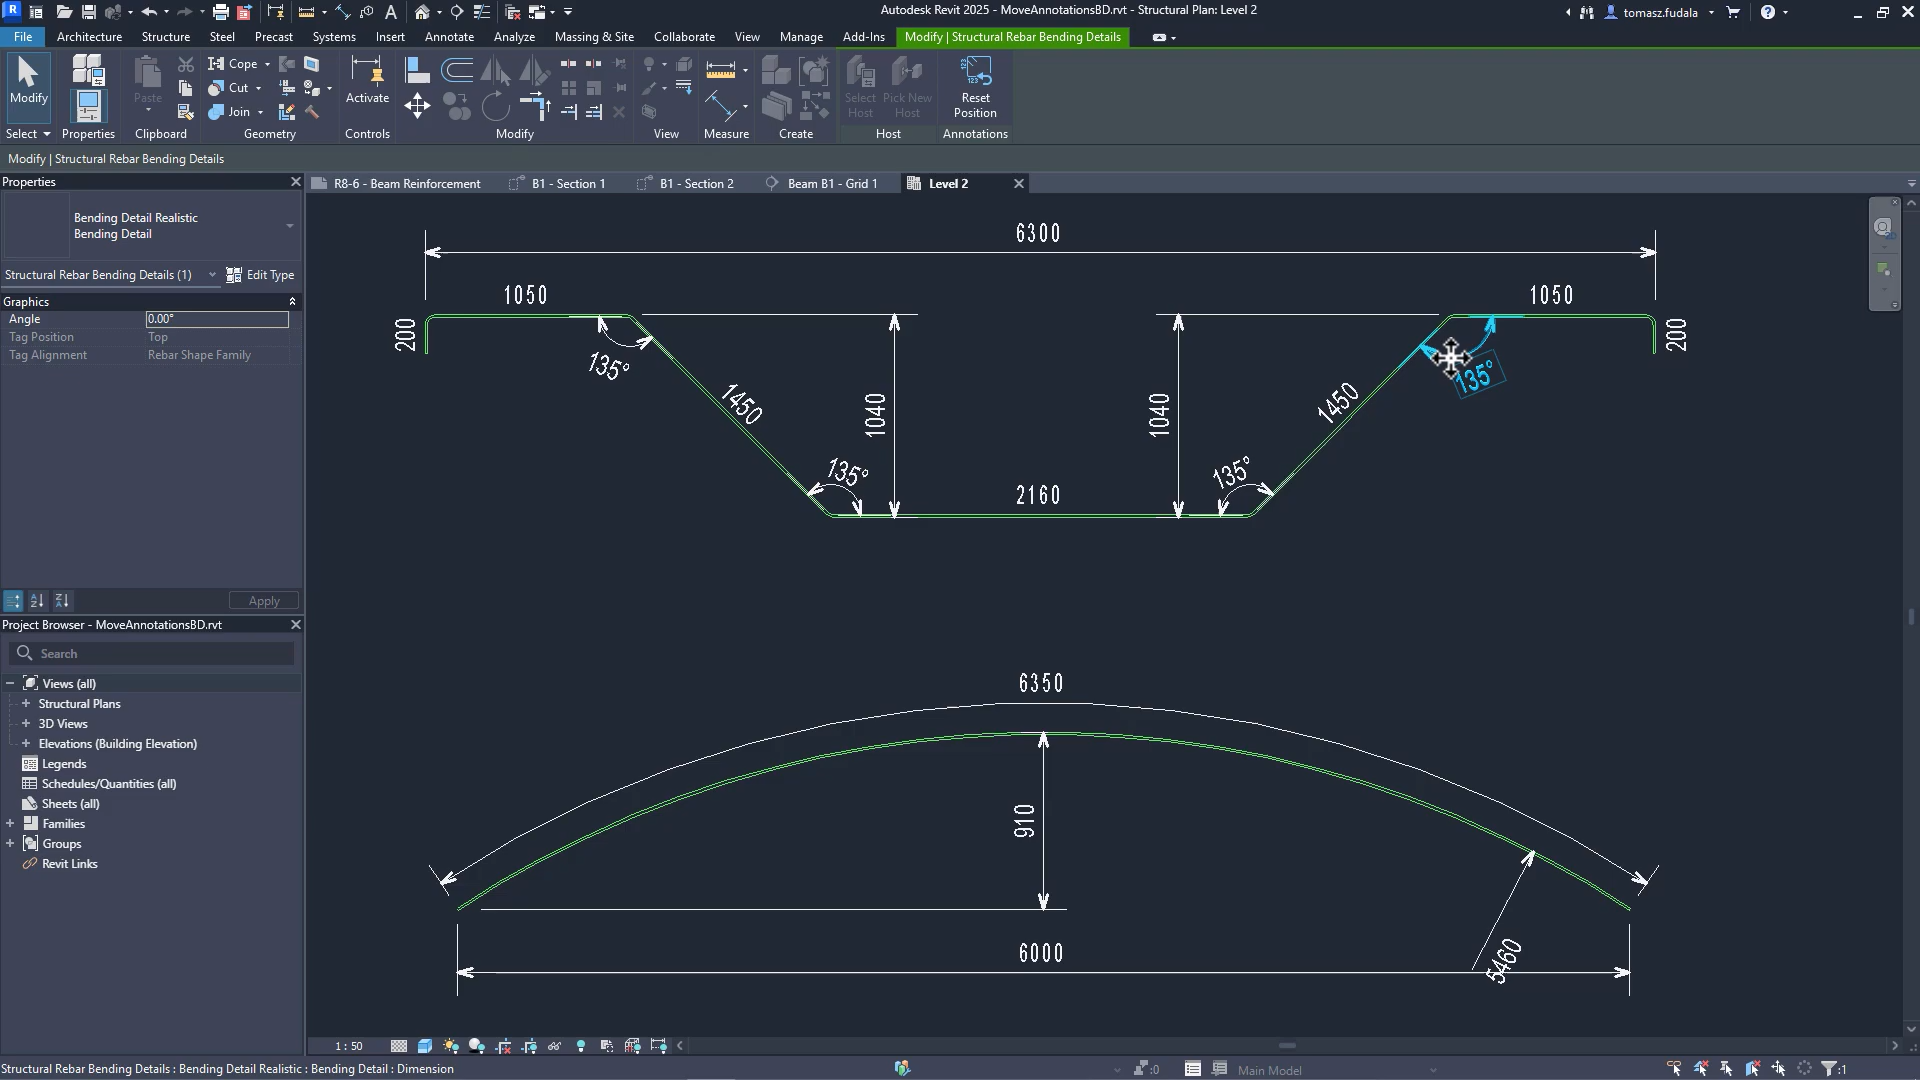 Autodesk Revit 2025 - MoveAnnotationsBD.rvt - Structural Plan: Level 2
tomasz.fudala
File Architecture Structure Steel Precast Systems Insert Annotate Analyze Massing & Site Collaborate View Manage Add-Ins Modify | Structural Rebar Bending Details
Modify
Paste
Cope
Cut
Join
Activate
Select Host
Pick New Host
Reset Position
Select Properties Clipboard Geometry Controls Modify View Measure Create Host Annotations
Modify | Structural Rebar Bending Details
Properties
R8-6 - Beam Reinforcement
B1 - Section 1
B1 - Section 2
Beam B1 - Grid 1
Level 2
Bending Detail Realistic
Bending Detail
Structural Rebar Bending Details (1)
Edit Type
Graphics
Angle 0.00°
Tag Position Top
Tag Alignment Rebar Shape Family
Apply
Project Browser - MoveAnnotationsBD.rvt
Search
Views (all)
Structural Plans
3D Views
Elevations (Building Elevation)
Legends
Schedules/Quantities (all)
Sheets (all)
Families
Groups
Revit Links
6300
1050
1050
200
200
135°
135°
1450
1040
1040
1450
135°
135°
2160
6350
910
6000
5460
1 : 50
Structural Rebar Bending Details : Bending Detail Realistic : Bending Detail : Dimension
:0
Main Model
:1